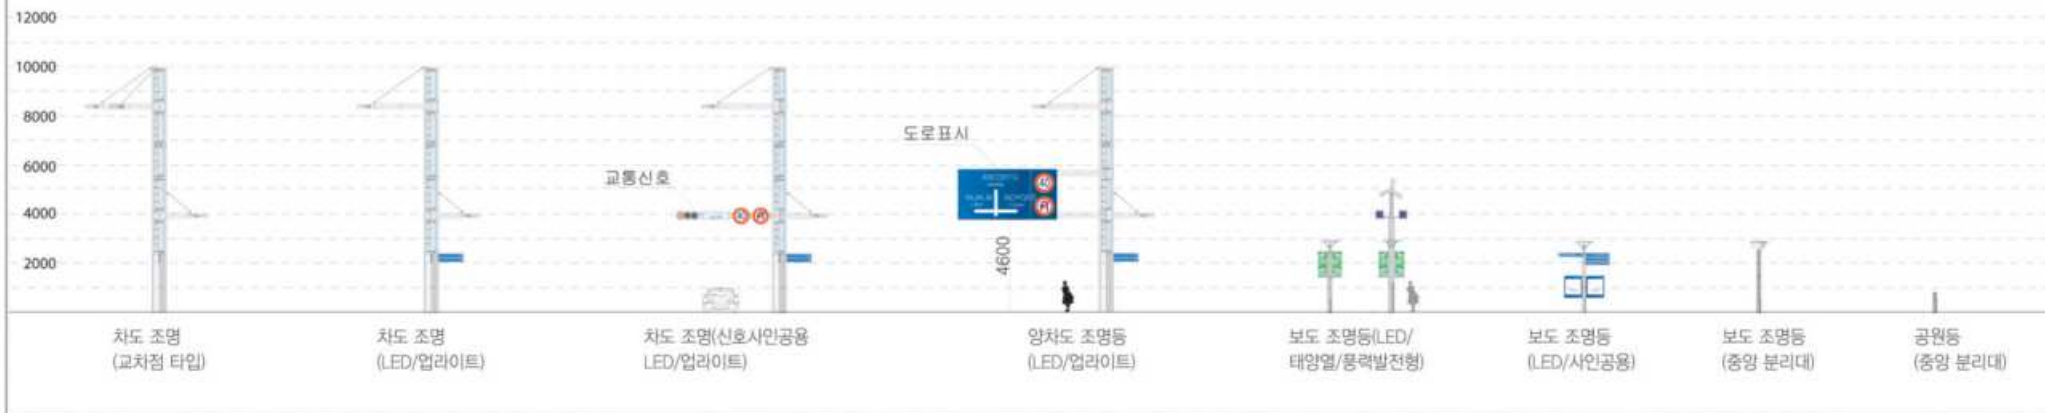 12000
10000
8000
6000
4000
2000
교통신호
도로표시
40
4600
차도 조명
(교차점 타입)
차도 조명
(LED/업라이트)
차도 조명(신호사인공용
LED/업라이트)
양차도 조명등
(LED/업라이트)
보도 조명등(LED/
태양열/풍력발전형)
보도 조명등
(LED/사인공용)
보도 조명등
(중앙 분리대)
공원등
(중앙 분리대)